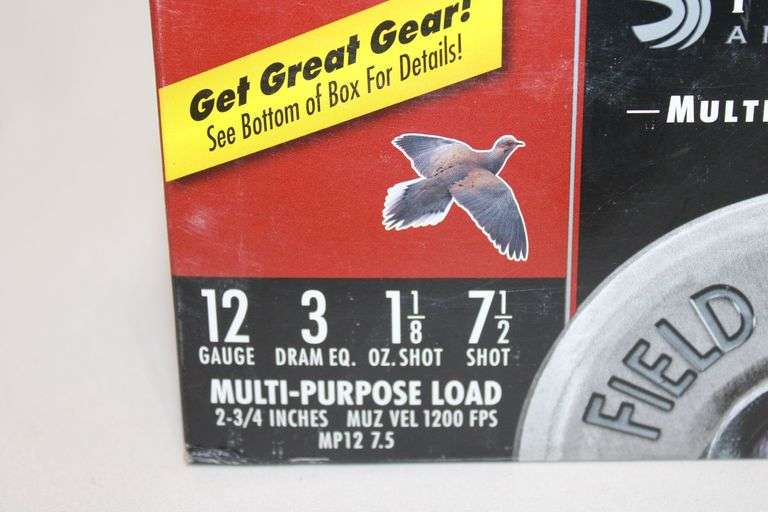 Get Great Gear!
See Bottom of Box For Details!
12 3 1 1/8 7 1/2
GAUGE DRAM EQ. OZ. SHOT SHOT
MULTI-PURPOSE LOAD
2-3/4 INCHES MUZ VEL 1200 FPS
MP12 7.5
—MULTI
FIELD